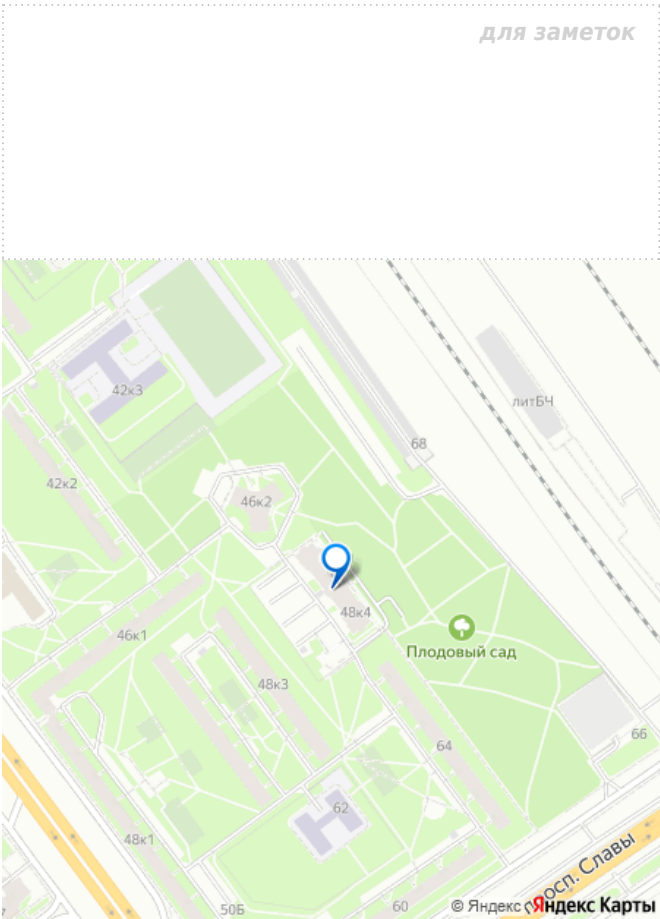 для заметок
42к3
литБЧ
68
42к2
46к2
48к4
46к1
Плодовый сад
48к3
66
64
62
48к1
просп. Славы
50Б
60
© Яндекс Яндекс Карты